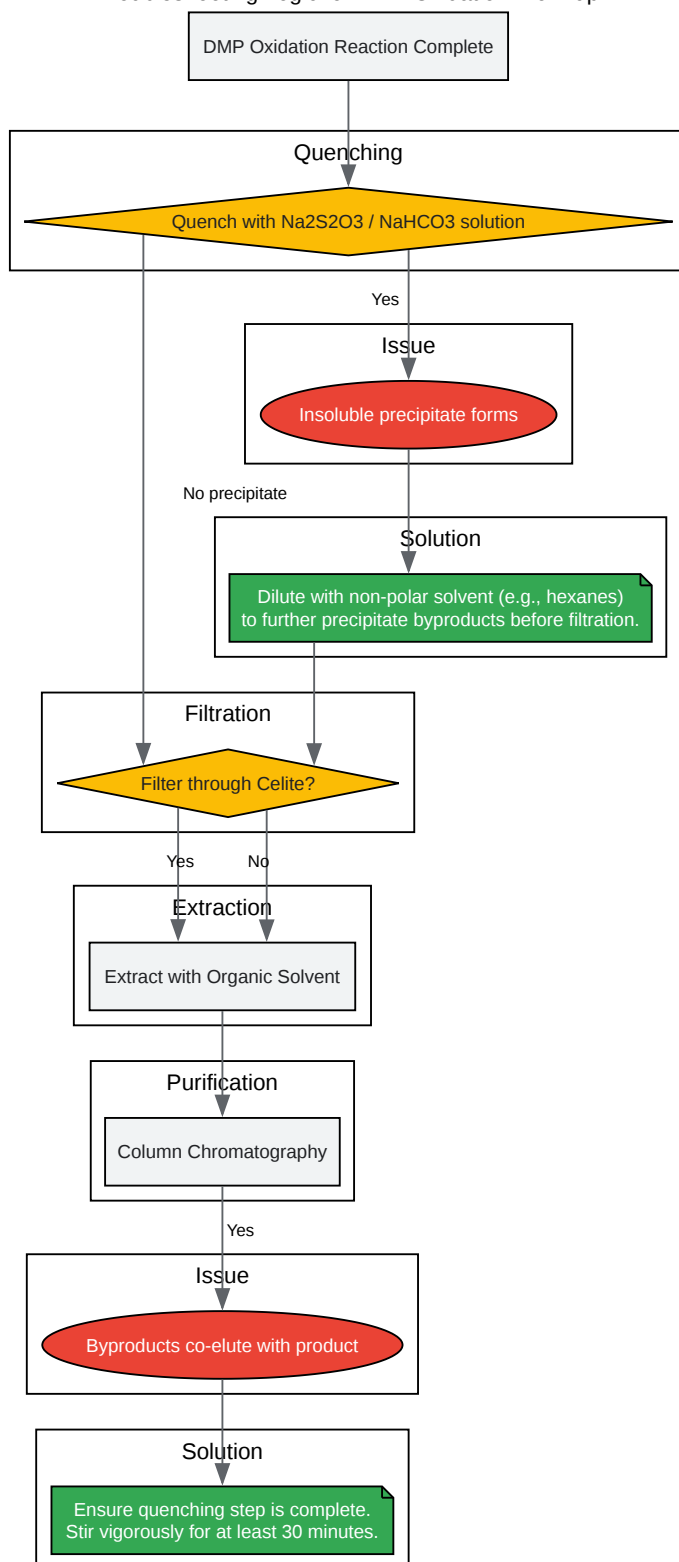 DMP Oxidation Reaction Complete
Quenching
Quench with Na2S2O3 / NaHCO3 solution
Yes
Issue
Insoluble precipitate forms
No precipitate
Solution
Dilute with non-polar solvent (e.g., hexanes)
to further precipitate byproducts before filtration.
Filtration
Filter through Celite?
Yes
No
Extraction
Extract with Organic Solvent
Purification
Column Chromatography
Yes
Issue
Byproducts co-elute with product
Solution
Ensure quenching step is complete.
Stir vigorously for at least 30 minutes.